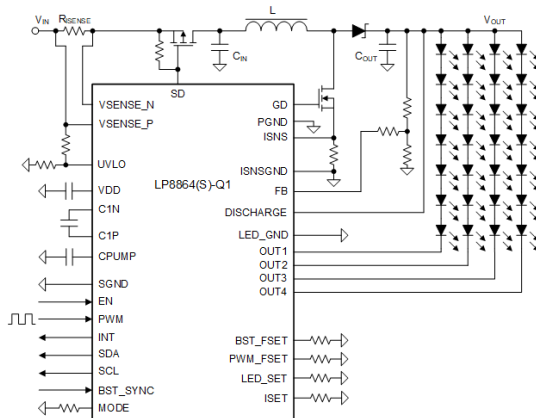 VIN RISENSE L VOUT
CIN COUT
SD
VSENSE_N GD
VSENSE_P PGND
ISNS
UVLO ISNSGND
LP8864(S)-Q1
VDD FB
C1N DISCHARGE
C1P LED_GND
CPUMP OUT1
OUT2
SGND OUT3
EN OUT4
PWM
INT BST_FSET
SDA PWM_FSET
SCL LED_SET
BST_SYNC ISET
MODE